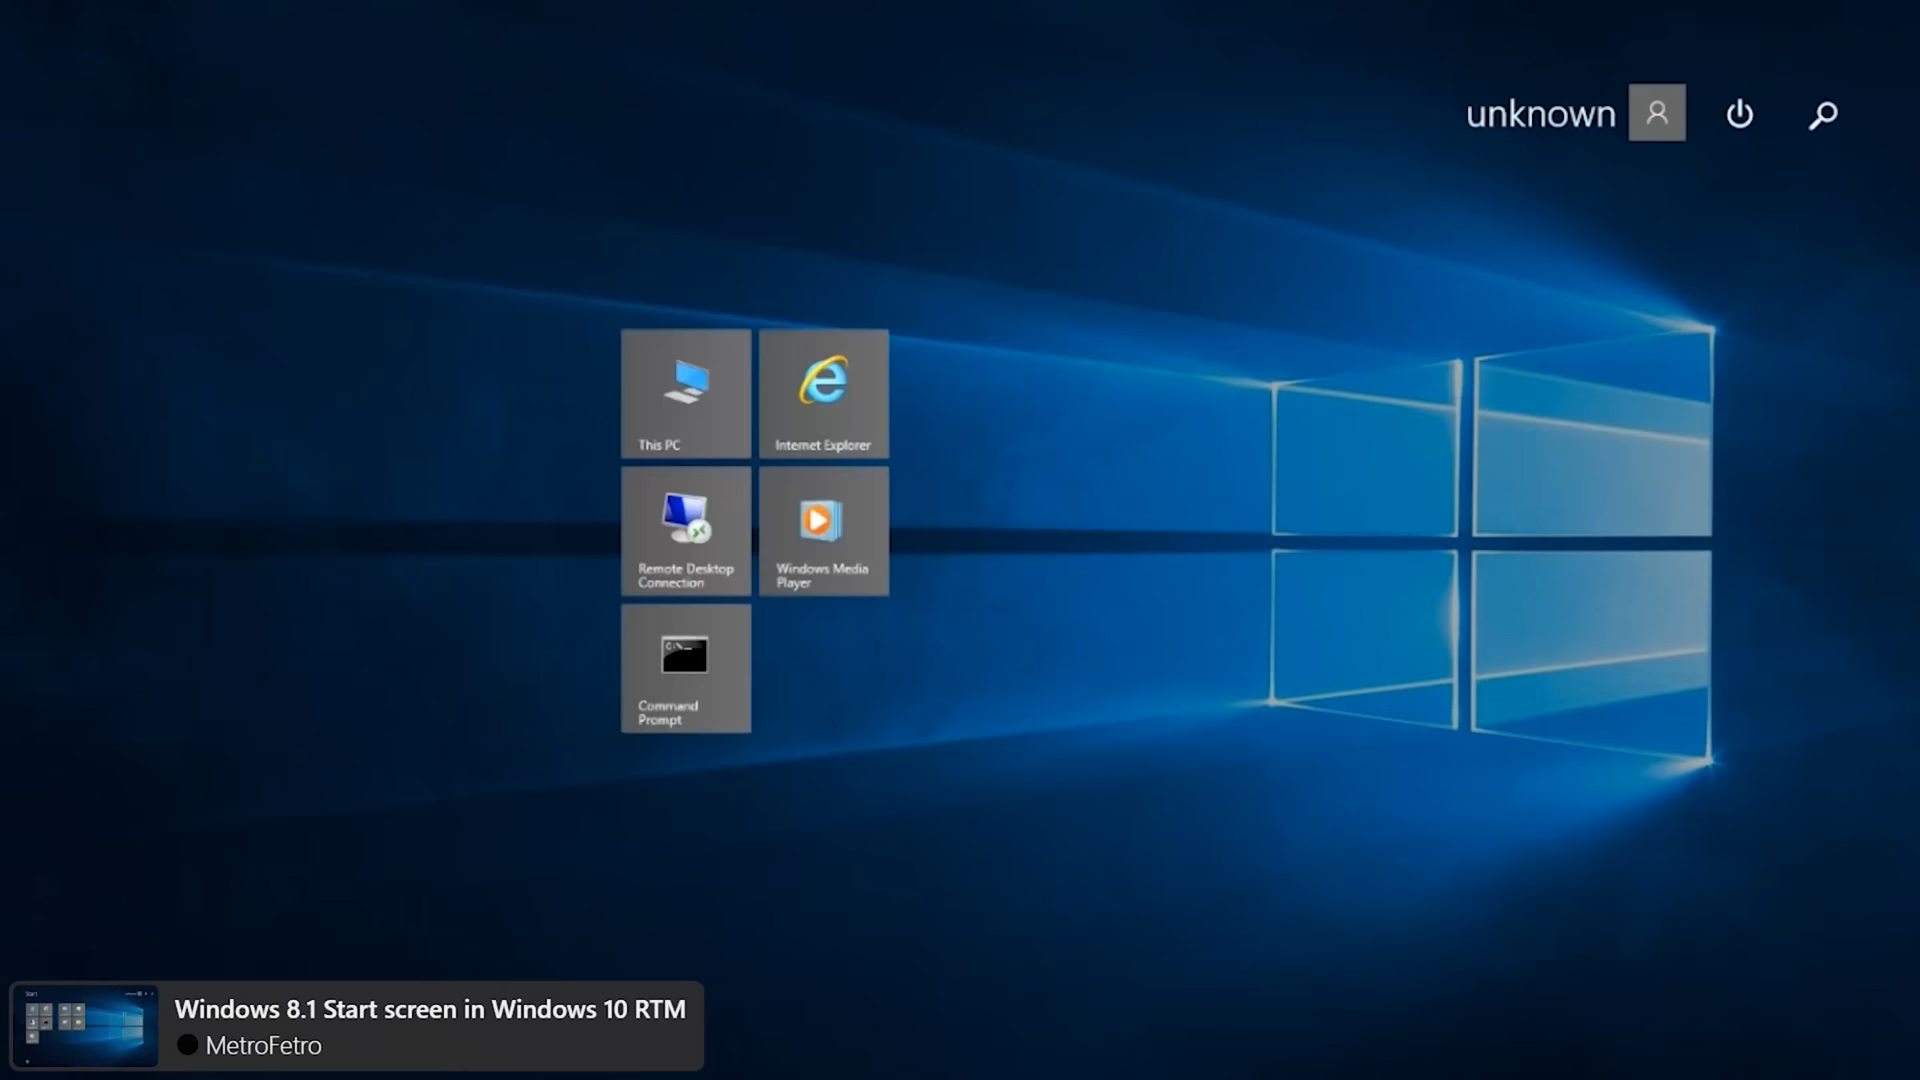 unknown
This PC
Internet Explorer
Remote Desktop
Connection
Windows Media
Player
C:\_
Command
Prompt
Start
Windows 8.1 Start screen in Windows 10 RTM
MetroFetro